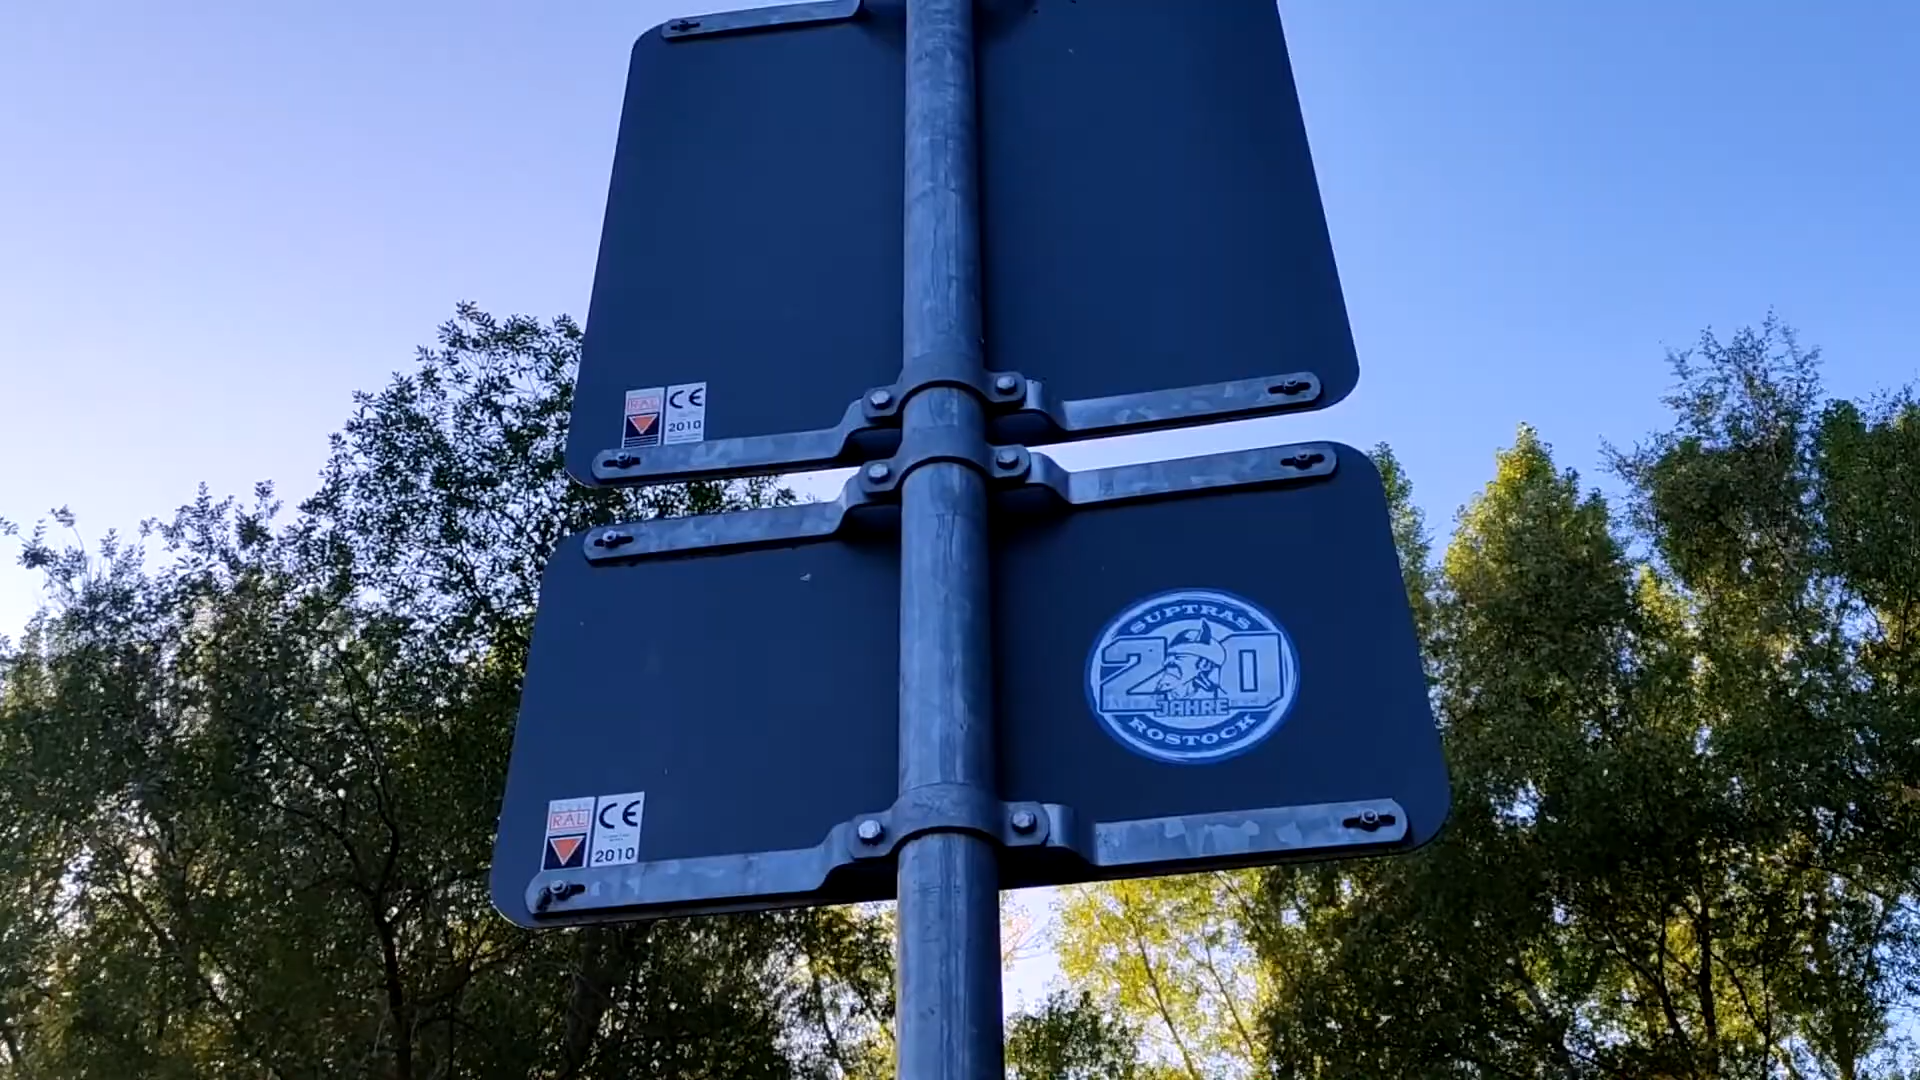 RAL
CE
2010
SUPTRAS
20
JAHRE
ROSTOCK
RAL
CE
2010